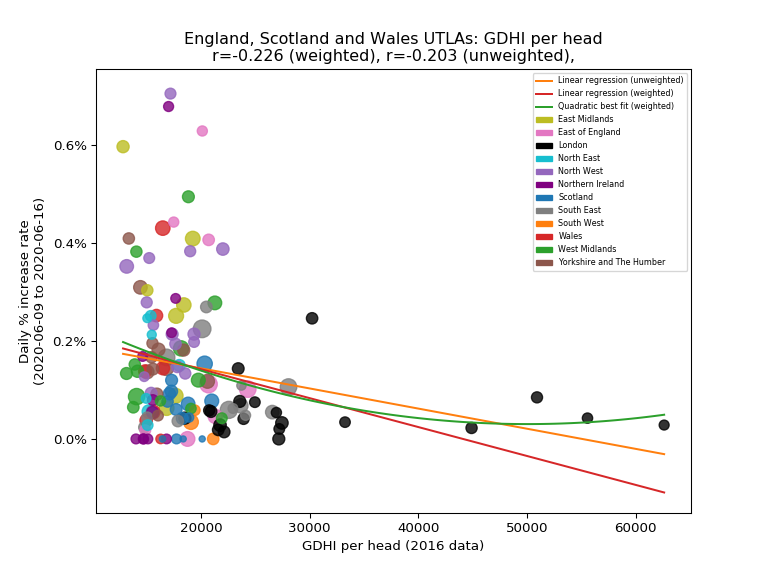 England, Scotland and Wales UTLAs: GDHI per head
r=-0.226 (weighted), r=-0.203 (unweighted),
Linear regression (unweighted)
Linear regression (weighted)
Quadratic best fit (weighted)
East Midlands
East of England
London
North East
North West
Northern Ireland
Scotland
South East
South West
Wales
West Midlands
Yorkshire and The Humber
0.6%
0.4%
0.2%
0.0%
Daily % increase rate
(2020-06-09 to 2020-06-16)
20000 30000 40000 50000 60000
GDHI per head (2016 data)